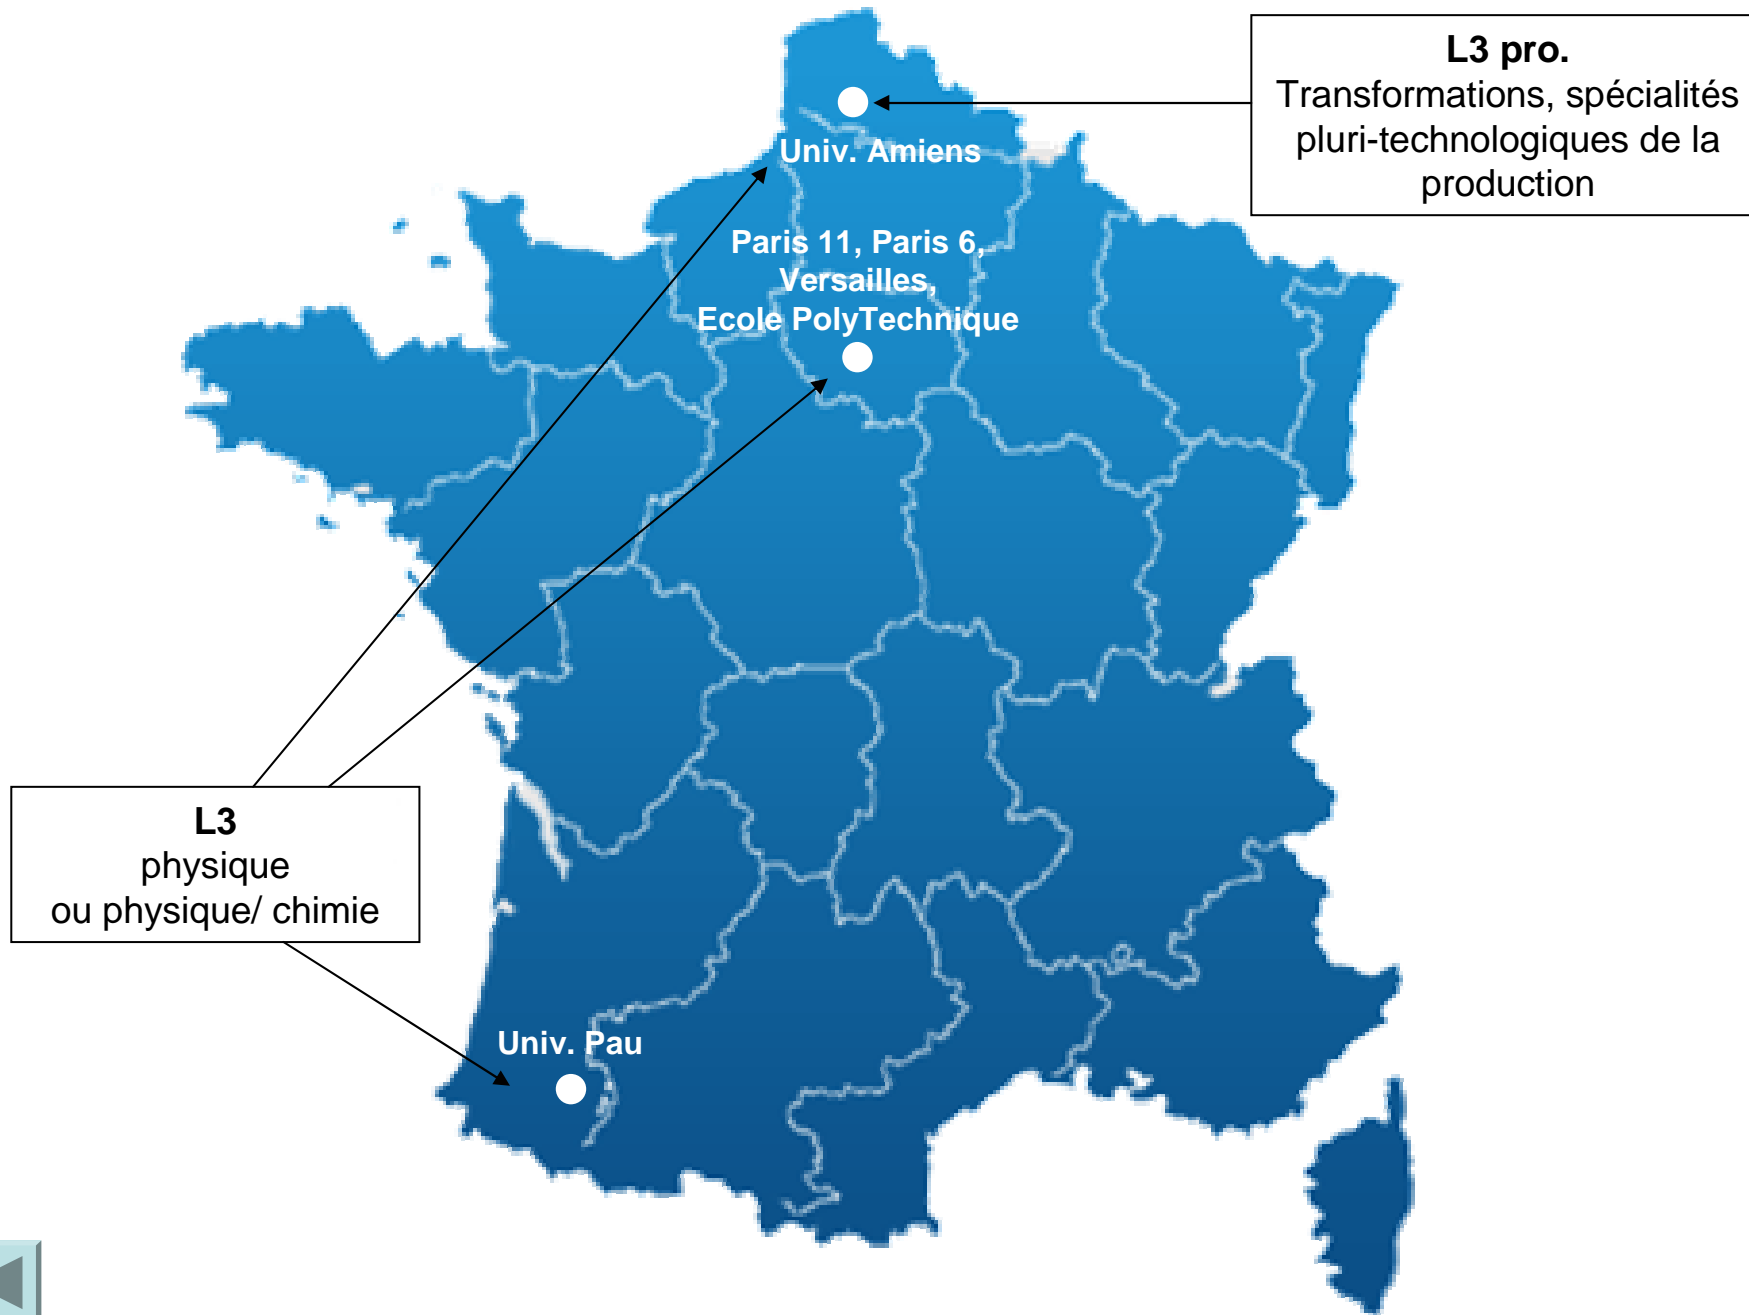 L3 pro.
Transformations, spécialités
pluri-technologiques de la
production
Univ. Amiens
Paris 11, Paris 6,
Versailles,
Ecole PolyTechnique
L3
physique
ou physique/ chimie
Univ. Pau